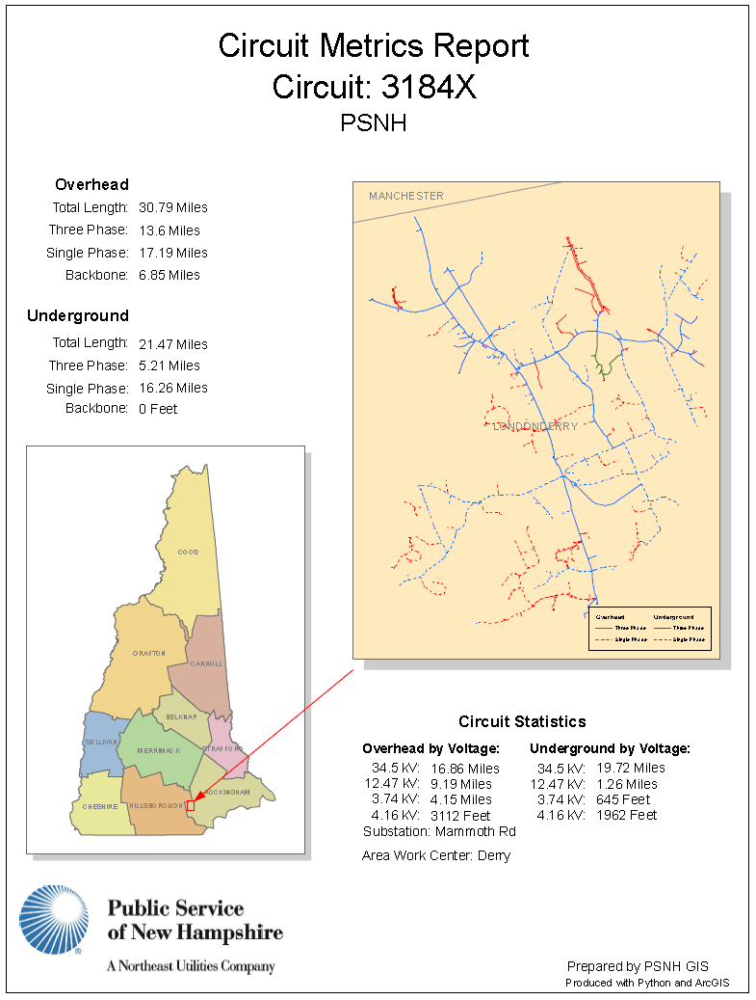 Circuit Metrics Report
Circuit: 3184X
PSNH
Overhead
Total Length: 30.79 Miles
Three Phase: 13.6 Miles
Single Phase: 17.19 Miles
Backbone: 6.85 Miles
Underground
Total Length: 21.47 Miles
Three Phase: 5.21 Miles
Single Phase: 16.26 Miles
Backbone: 0 Feet
MANCHESTER
LONDONDERRY
Overhead Underground
Three Phase Three Phase
Single Phase Single Phase
COOS
GRAFTON
CARROLL
BELKNAP
SULLIVAN
MERRIMACK
STRAFFORD
ROCKINGHAM
CHESHIRE
HILLSBOROUGH
Circuit Statistics
Overhead by Voltage:
34.5 kV: 16.86 Miles
12.47 kV: 9.19 Miles
3.74 kV: 4.15 Miles
4.16 kV: 3112 Feet
Underground by Voltage:
34.5 kV: 19.72 Miles
12.47 kV: 1.26 Miles
3.74 kV: 645 Feet
4.16 kV: 1962 Feet
Substation: Mammoth Rd
Area Work Center: Derry
Public Service
of New Hampshire
®
A Northeast Utilities Company
Prepared by PSNH GIS
Produced with Python and ArcGIS